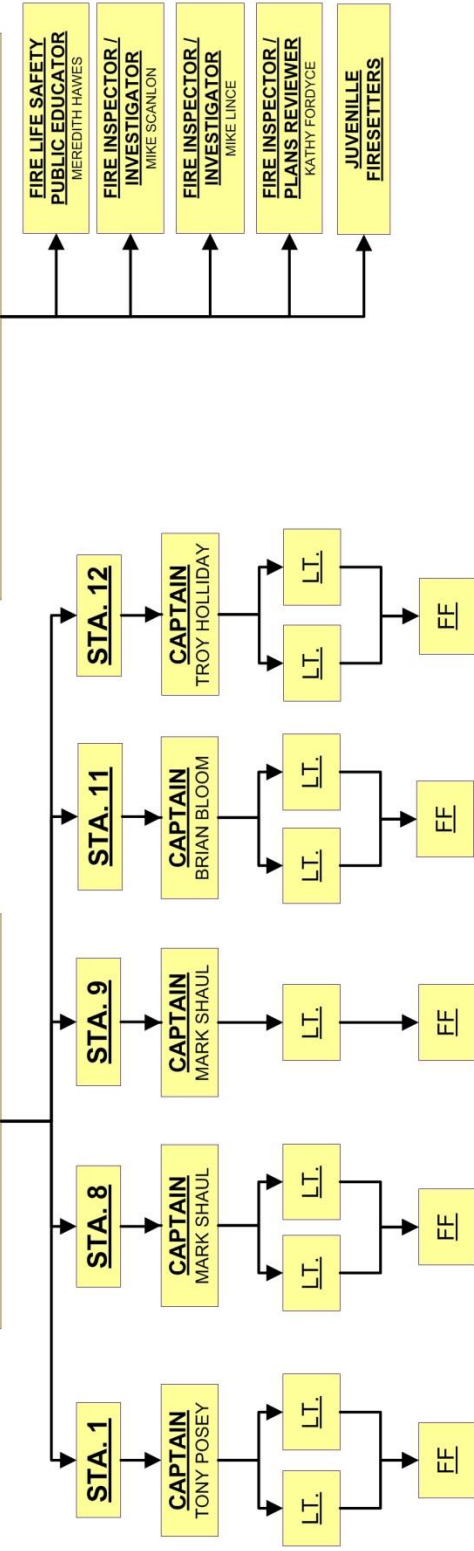 STA. 1
STA. 8
STA. 9
STA. 11
STA. 12
CAPTAIN
TONY POSEY
CAPTAIN
MARK SHAUL
CAPTAIN
MARK SHAUL
CAPTAIN
BRIAN BLOOM
CAPTAIN
TROY HOLLIDAY
LT.
LT.
LT.
LT.
LT.
LT.
LT.
LT.
LT.
FF
FF
FF
FF
FF
FIRE LIFE SAFETY
PUBLIC EDUCATOR
MEREDITH HAWES
FIRE INSPECTOR /
INVESTIGATOR
MIKE SCANLON
FIRE INSPECTOR /
INVESTIGATOR
MIKE LINCE
FIRE INSPECTOR /
PLANS REVIEWER
KATHY FORDYCE
JUVENILLE
FIRESETTERS